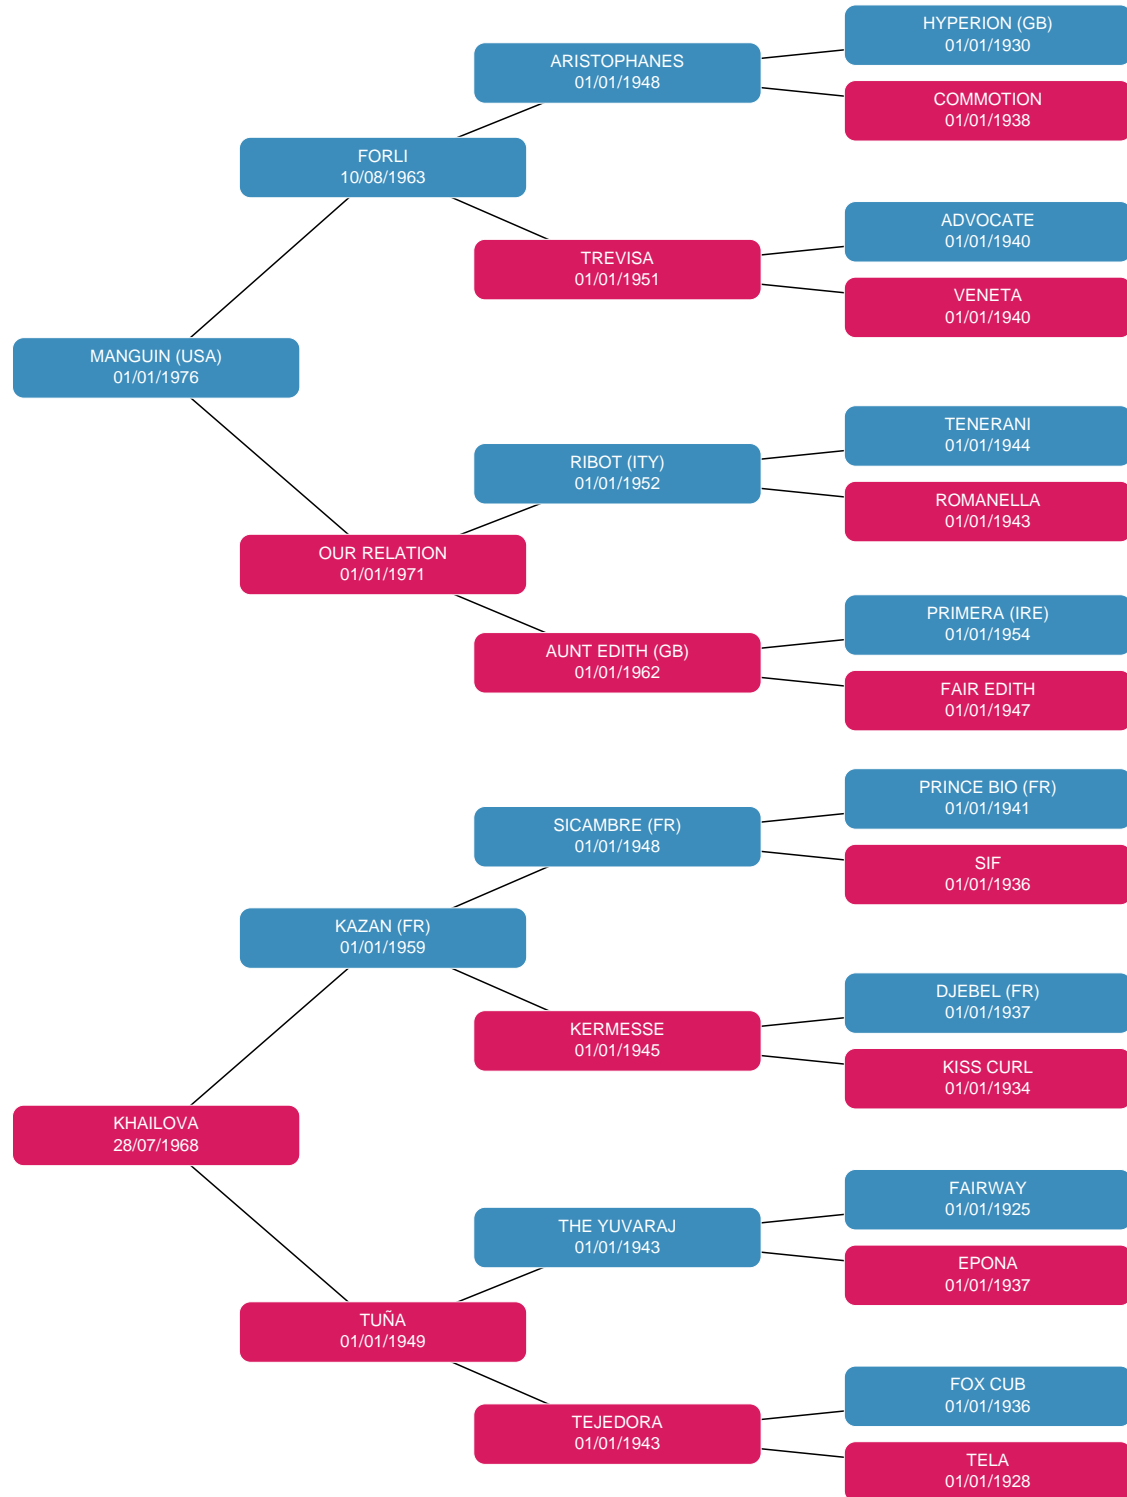 HYPERION (GB)
01/01/1930
ARISTOPHANES
01/01/1948
COMMOTION
01/01/1938
FORLI
10/08/1963
ADVOCATE
01/01/1940
TREVISA
01/01/1951
VENETA
01/01/1940
MANGUIN (USA)
01/01/1976
TENERANI
01/01/1944
RIBOT (ITY)
01/01/1952
ROMANELLA
01/01/1943
OUR RELATION
01/01/1971
PRIMERA (IRE)
01/01/1954
AUNT EDITH (GB)
01/01/1962
FAIR EDITH
01/01/1947
PRINCE BIO (FR)
01/01/1941
SICAMBRE (FR)
01/01/1948
SIF
01/01/1936
KAZAN (FR)
01/01/1959
DJEBEL (FR)
01/01/1937
KERMESSE
01/01/1945
KISS CURL
01/01/1934
KHAILOVA
28/07/1968
FAIRWAY
01/01/1925
THE YUVARAJ
01/01/1943
EPONA
01/01/1937
TUÑA
01/01/1949
FOX CUB
01/01/1936
TEJEDORA
01/01/1943
TELA
01/01/1928